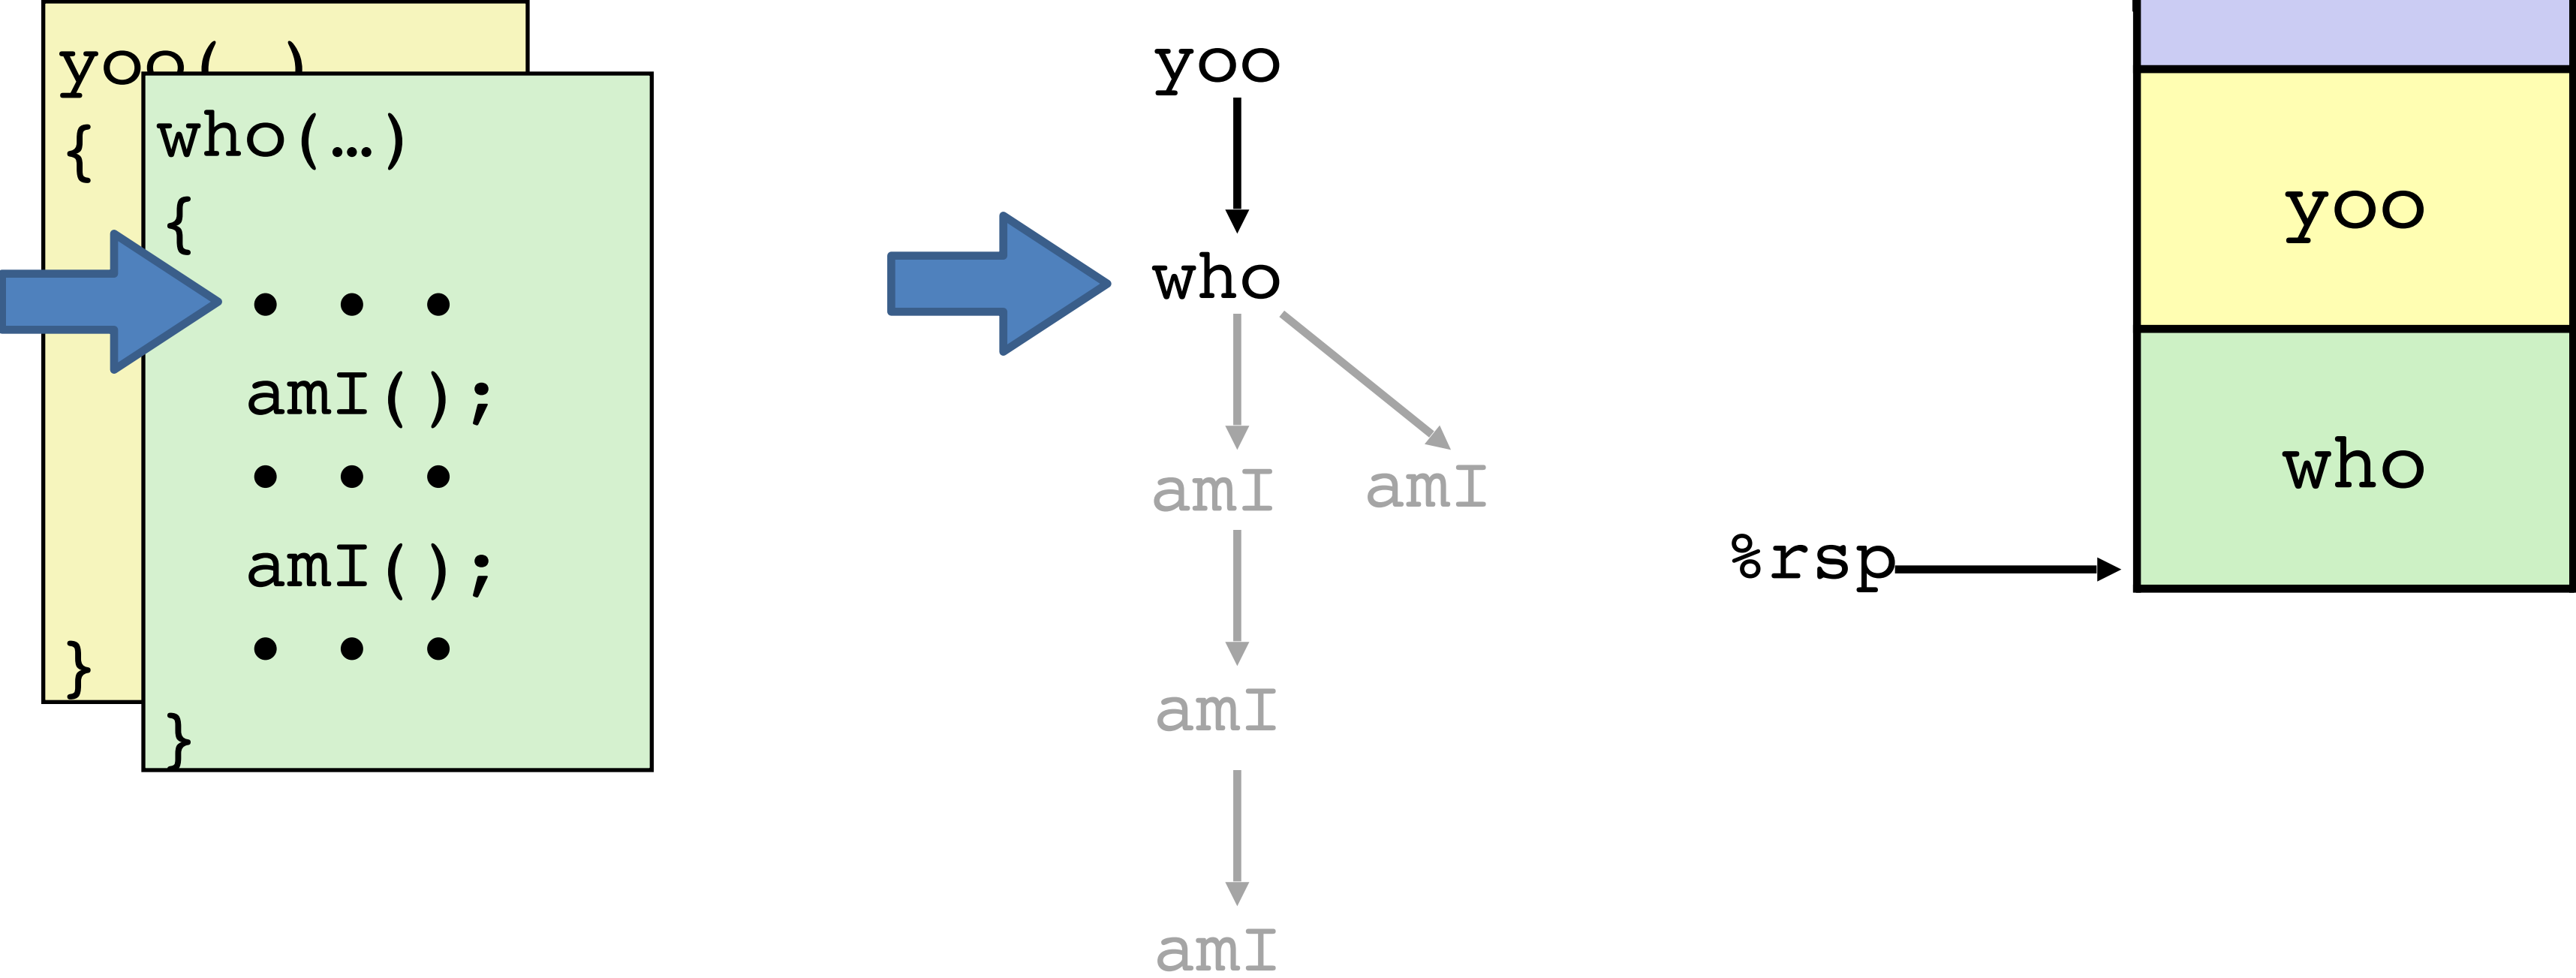 yoo( )
{
}
who(…)
{
• • •
amI();
• • •
amI();
• • •
}
yoo
who
amI amI
amI
amI
yoo
who
%rsp